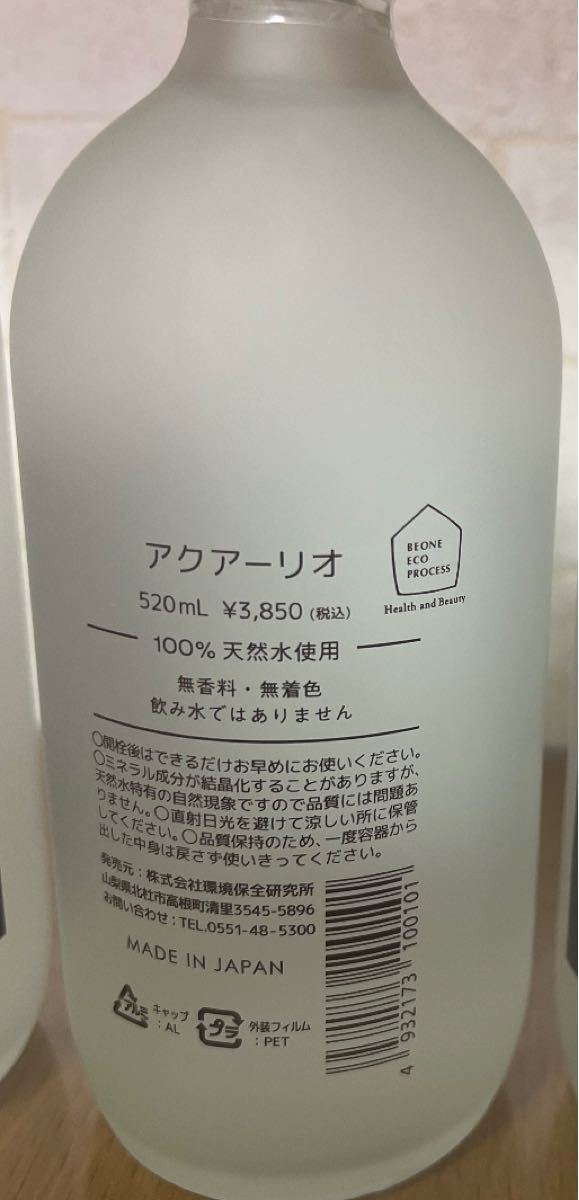 アクアーリオ
BEONE
ECO
PROCESS
Health and Beauty
520mL ¥3,850(税込)
100%天然水使用
無香料・無着色
飲み水ではありません
○開栓後はできるだけお早めにお使いください。
○ミネラル成分が結晶化することがありますが、
天然水特有の自然現象ですので品質には問題あ
りません。○直射日光を避けて涼しい所に保管
してください。○品質保持のため、一度容器から
出した中身は戻さず使いきってください。
発売元:株式会社環境保全研究所
山梨県北杜市高根町清里3545-5896
お問い合わせ:TEL.0551-48-5300
MADE IN JAPAN
アルミ
キャップ
:AL
プラ
外装フィルム
:PET
4 932173 100101